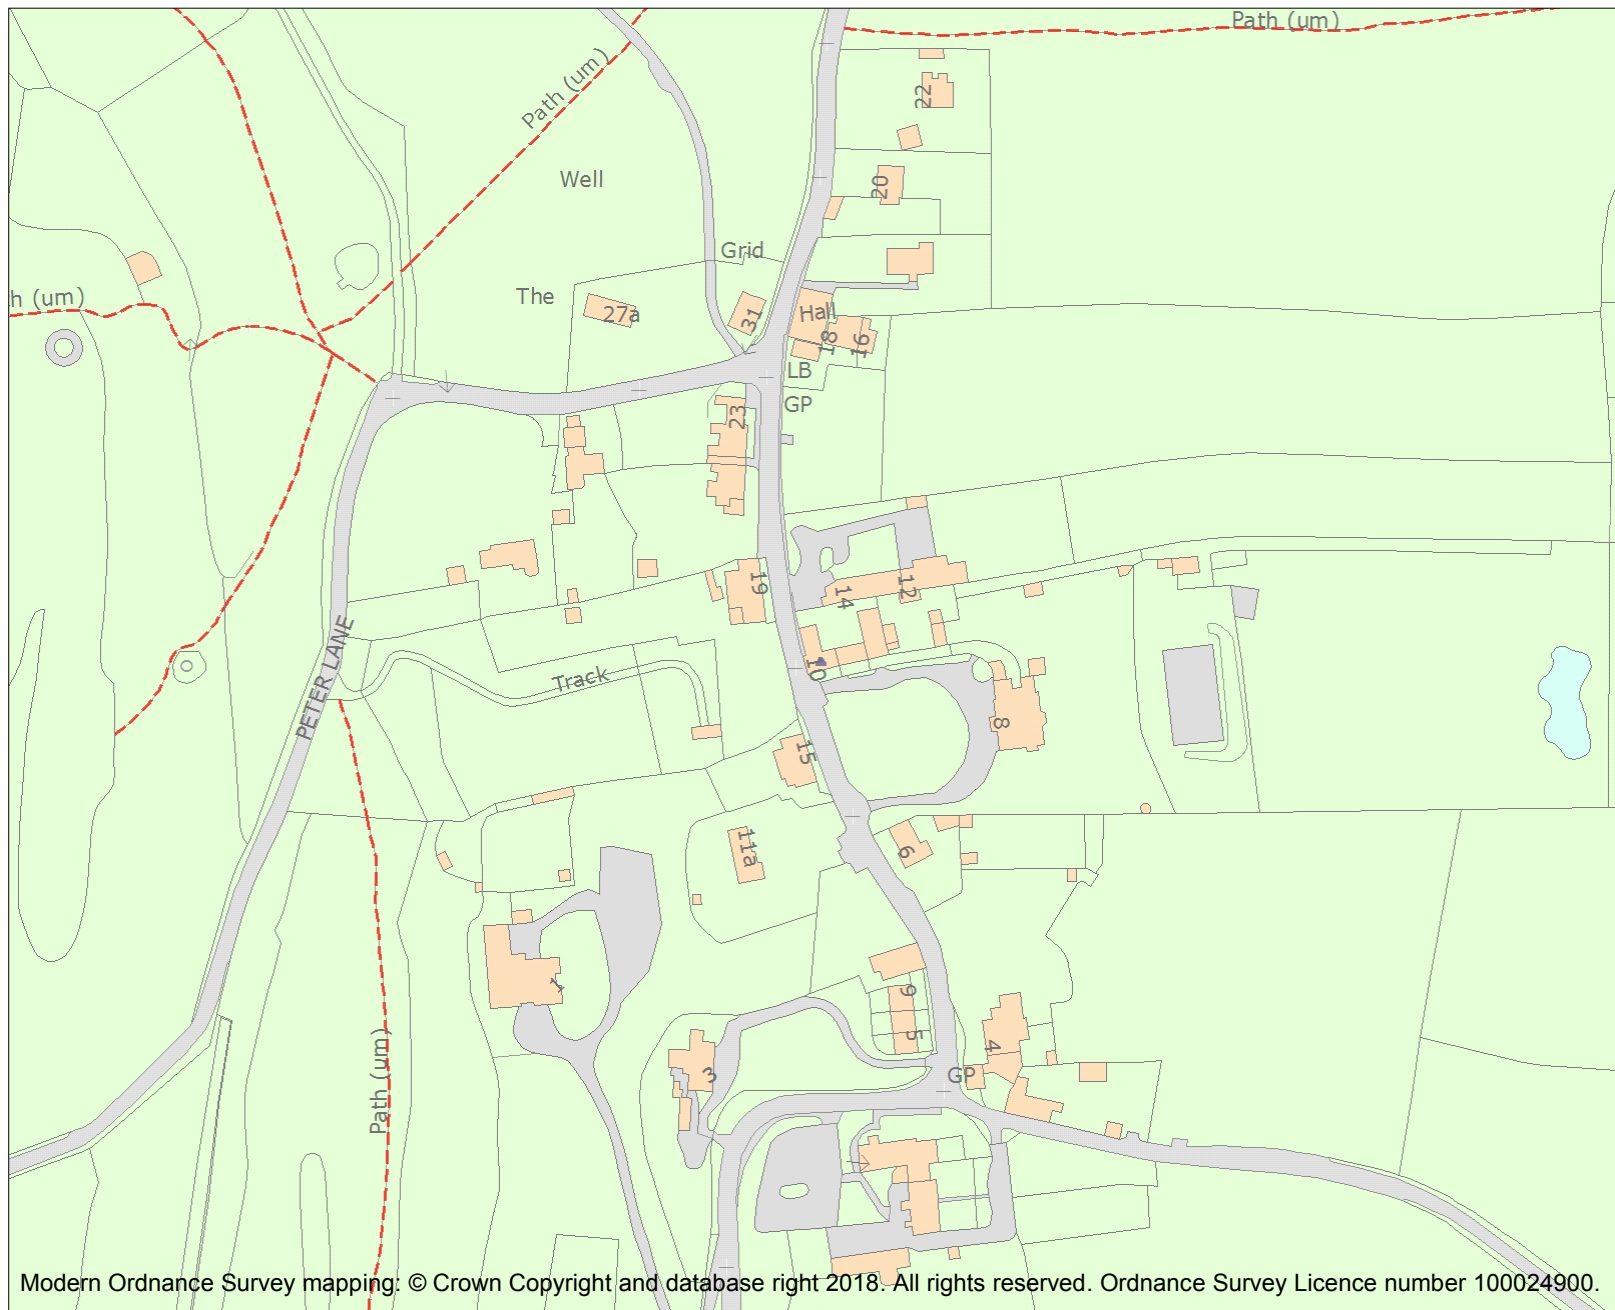 Path (um)
Path (um)
22
Well
20
Grid
h (um)
The
27a
31
Hall
18
16
LB
GP
23
19
14
12
10
PETER LANE
Track
8
15
11a
6
1
9
5
4
3
GP
Path (um)
Modern Ordnance Survey mapping: © Crown Copyright and database right 2018. All rights reserved. Ordnance Survey Licence number 100024900.